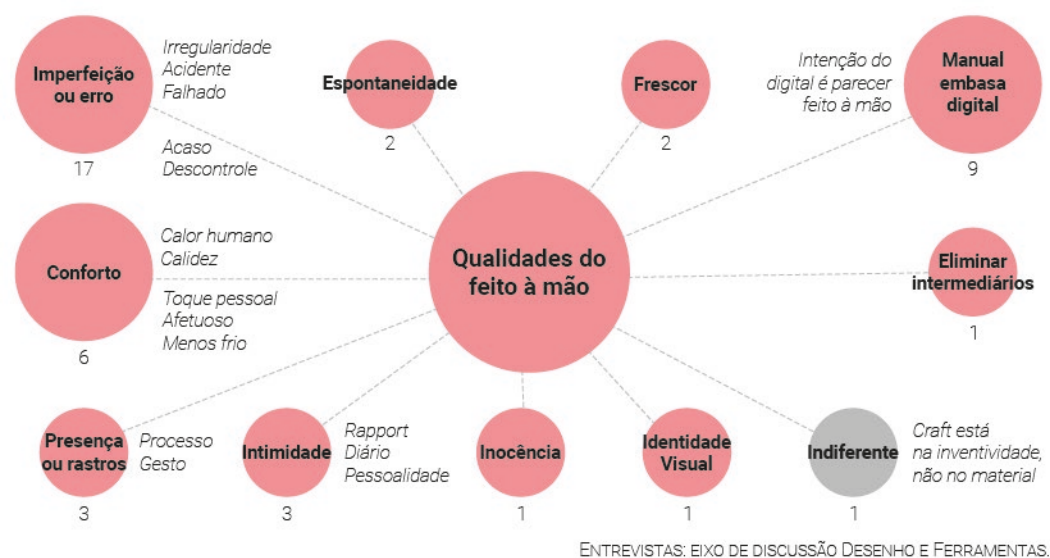 Imperfeição
ou erro
17
Irregularidade
Acidente
Falhado
Acaso
Descontrole
Espontaneidade
2
Frescor
2
Intenção do
digital é parecer
feito à mão
Manual
embasa
digital
9
Conforto
6
Calor humano
Calidez
Toque pessoal
Afetuoso
Menos frio
Qualidades do
feito à mão
Eliminar
intermediários
1
Presença
ou rastros
3
Processo
Gesto
Intimidade
3
Rapport
Diário
Pessoalidade
Inocência
1
Identidade
Visual
1
Indiferente
1
Craft está
na inventividade,
não no material
ENTREVISTAS: EIXO DE DISCUSSÃO DESENHO E FERRAMENTAS